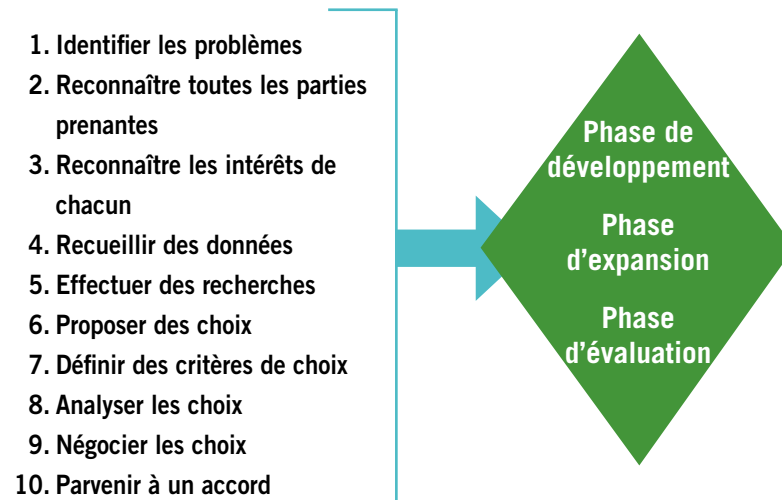 1. Identifier les problèmes
2. Reconnaître toutes les parties
prenantes
3. Reconnaître les intérêts de
chacun
4. Recueillir des données
5. Effectuer des recherches
6. Proposer des choix
7. Définir des critères de choix
8. Analyser les choix
9. Négocier les choix
10. Parvenir à un accord
Phase de
développement
Phase
d’expansion
Phase
d’évaluation